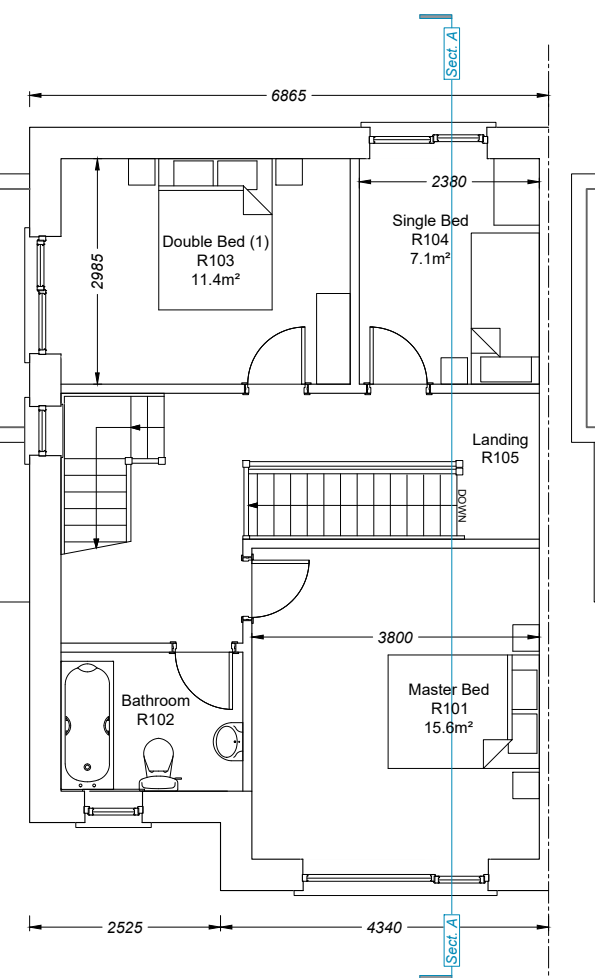 Sect. A
6865
2380
Single Bed
R104
7.1m²
Double Bed (1)
R103
11.4m²
2985
Landing
R105
DOWN
3800
Master Bed
R101
15.6m²
Bathroom
R102
2525
4340
Sect. A